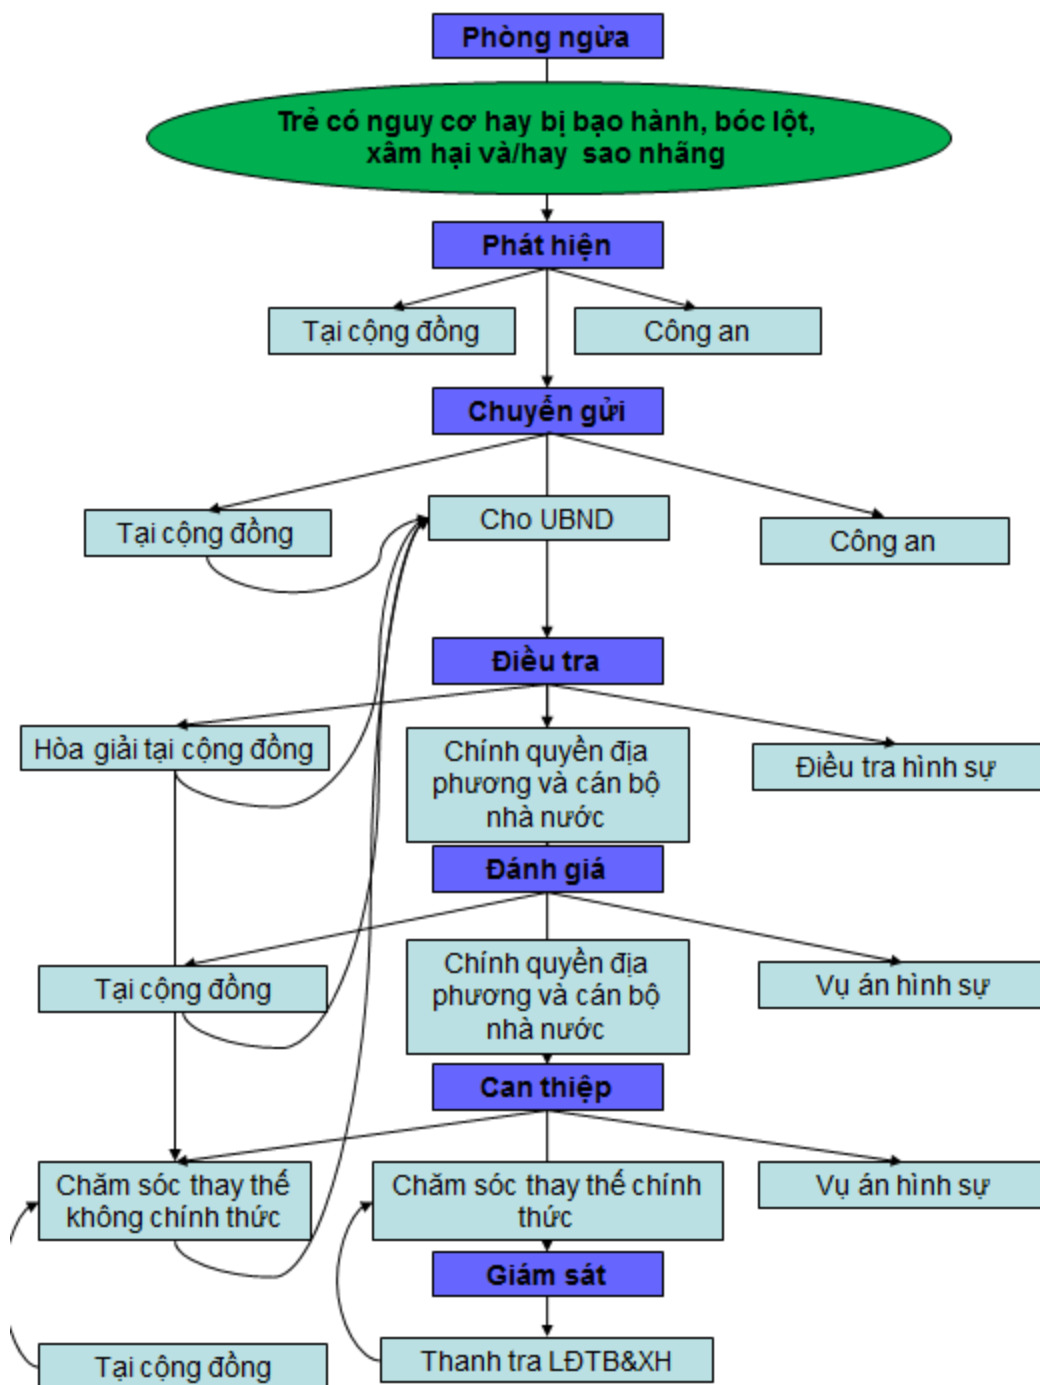 Phòng ngừa
Trẻ có nguy cơ hay bị bạo hành, bóc lột,
xâm hại và/hay sao nhãng
Phát hiện
Tại cộng đồng
Công an
Chuyển gửi
Tại cộng đồng
Cho UBND
Công an
Điều tra
Hòa giải tại cộng đồng
Chính quyền địa
phương và cán bộ
nhà nước
Điều tra hình sự
Đánh giá
Tại cộng đồng
Chính quyền địa
phương và cán bộ
nhà nước
Vụ án hình sự
Can thiệp
Chăm sóc thay thế
không chính thức
Chăm sóc thay thế chính
thức
Vụ án hình sự
Giám sát
Tại cộng đồng
Thanh tra LĐTB&XH